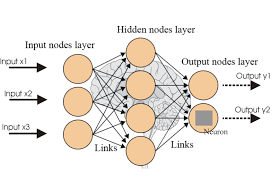 Hidden nodes layer
Input nodes layer
Output nodes layer
Input x1
Input x2
Input x3
Output y1
Output y2
Neuron
Links
Links